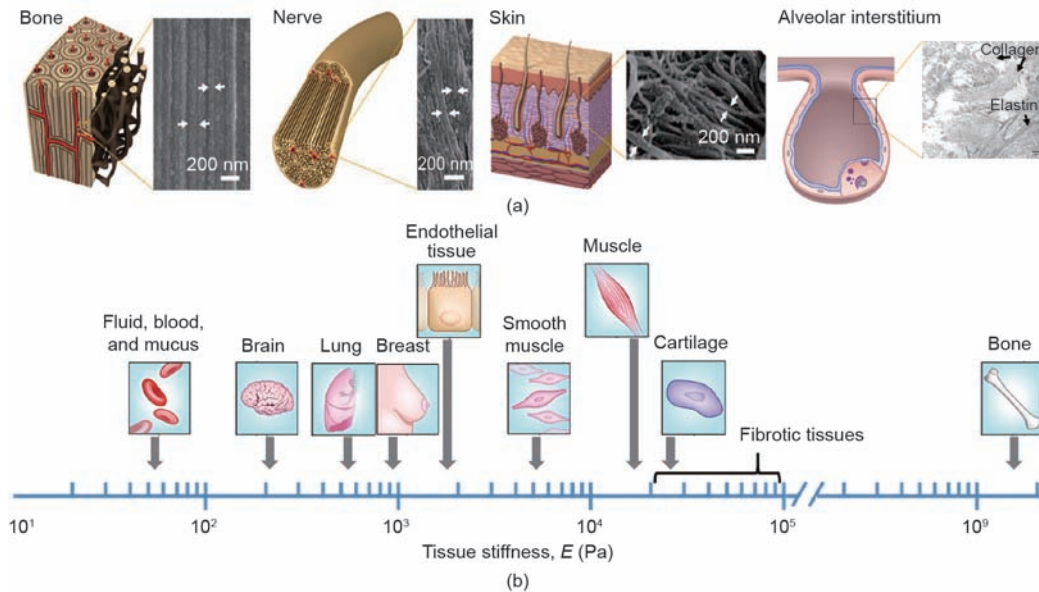 Bone
Nerve
Skin
Alveolar interstitium
200 nm
200 nm
200 nm
Collagen
Elastin
(a)
Endothelial
tissue
Muscle
Fluid, blood,
and mucus
Brain
Lung
Breast
Smooth
muscle
Cartilage
Bone
Fibrotic tissues
10¹
10²
10³
10⁴
10⁵
10⁹
Tissue stiffness, E (Pa)
(b)